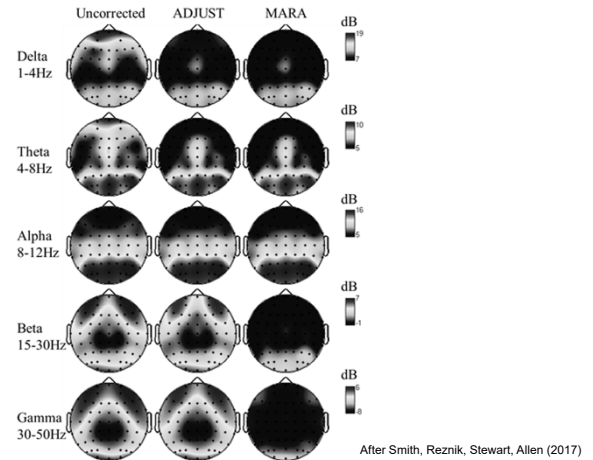 Uncorrected ADJUST MARA
dB
19
7
Delta
1-4Hz
dB
10
5
Theta
4-8Hz
dB
16
5
Alpha
8-12Hz
dB
7
-1
Beta
15-30Hz
dB
6
-8
Gamma
30-50Hz
After Smith, Reznik, Stewart, Allen (2017)